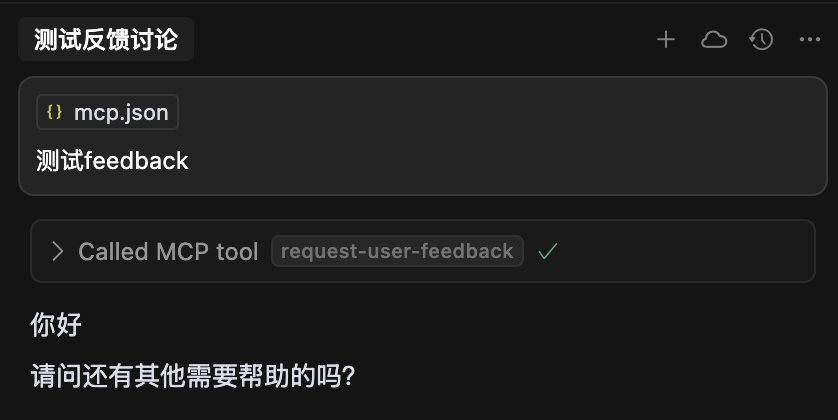 测试反馈讨论
{} mcp.json
测试feedback
Called MCP tool request-user-feedback
你好
请问还有其他需要帮助的吗?